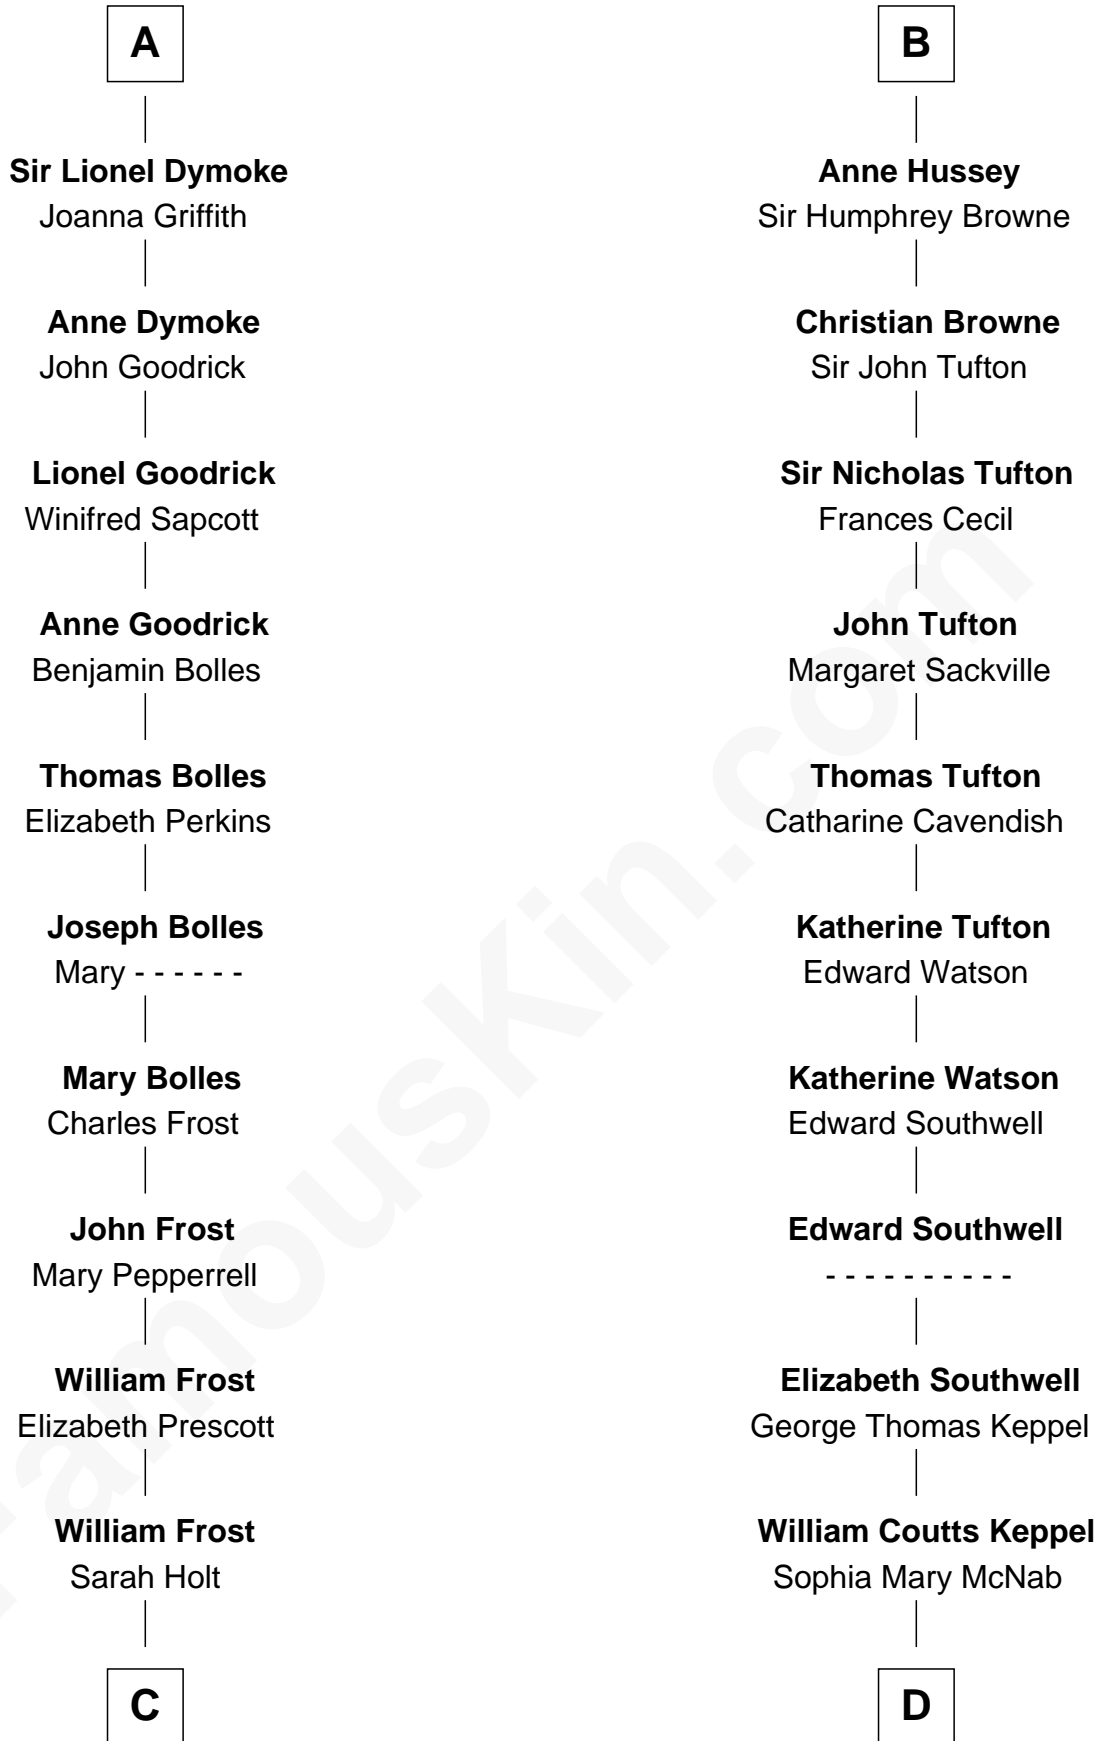 A
Sir Lionel Dymoke
Joanna Griffith
Anne Dymoke
John Goodrick
Lionel Goodrick
Winifred Sapcott
Anne Goodrick
Benjamin Bolles
Thomas Bolles
Elizabeth Perkins
Joseph Bolles
Mary - - - - - -
Mary Bolles
Charles Frost
John Frost
Mary Pepperrell
William Frost
Elizabeth Prescott
William Frost
Sarah Holt
C
B
Anne Hussey
Sir Humphrey Browne
Christian Browne
Sir John Tufton
Sir Nicholas Tufton
Frances Cecil
John Tufton
Margaret Sackville
Thomas Tufton
Catharine Cavendish
Katherine Tufton
Edward Watson
Katherine Watson
Edward Southwell
Edward Southwell
- - - - - - - - - -
Elizabeth Southwell
George Thomas Keppel
William Coutts Keppel
Sophia Mary McNab
D
FamousKin.com